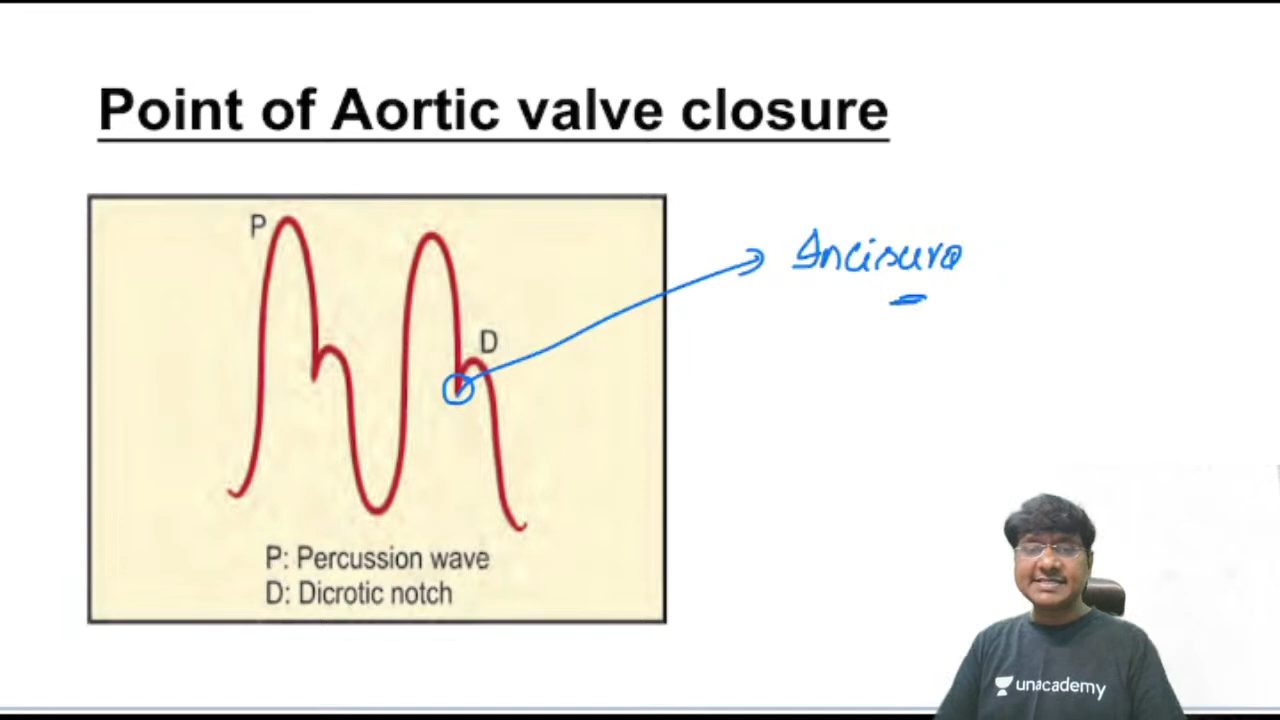 Point of Aortic valve closure
P
Incisura
D
P: Percussion wave
D: Dicrotic notch
unacademy